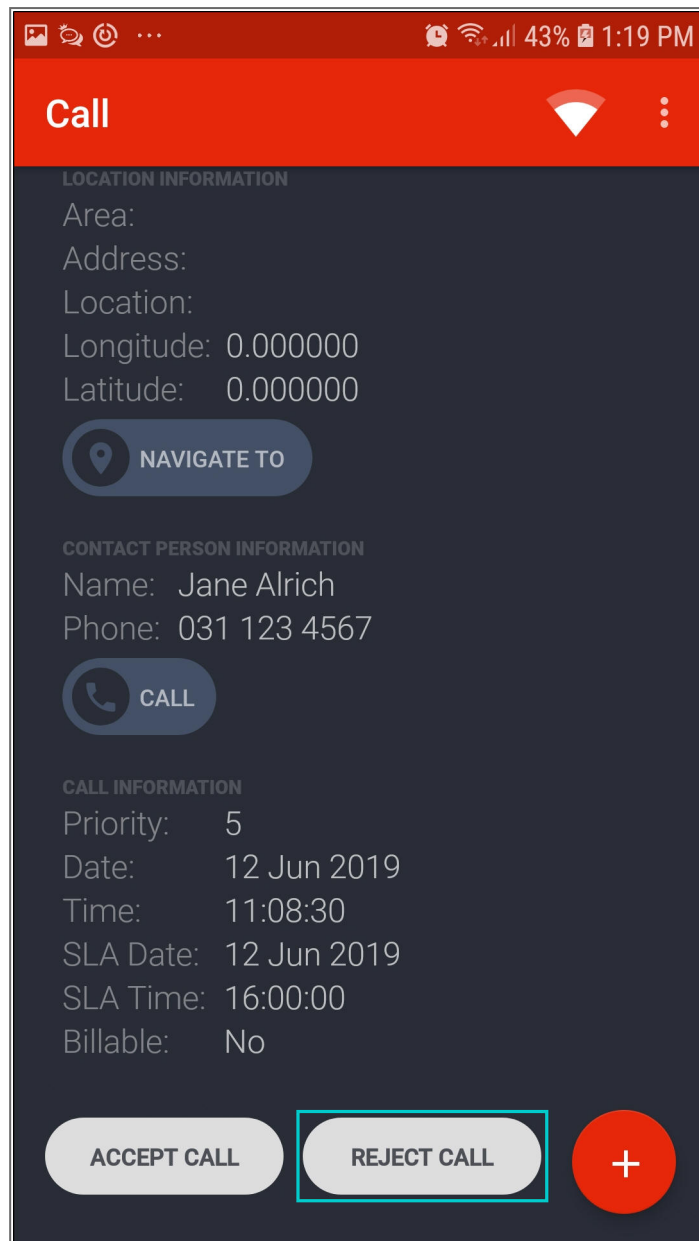 43% 1:19 PM
Call
LOCATION INFORMATION
Area:
Address:
Location:
Longitude: 0.000000
Latitude: 0.000000
NAVIGATE TO
CONTACT PERSON INFORMATION
Name: Jane Alrich
Phone: 031 123 4567
CALL
CALL INFORMATION
Priority: 5
Date: 12 Jun 2019
Time: 11:08:30
SLA Date: 12 Jun 2019
SLA Time: 16:00:00
Billable: No
ACCEPT CALL REJECT CALL +